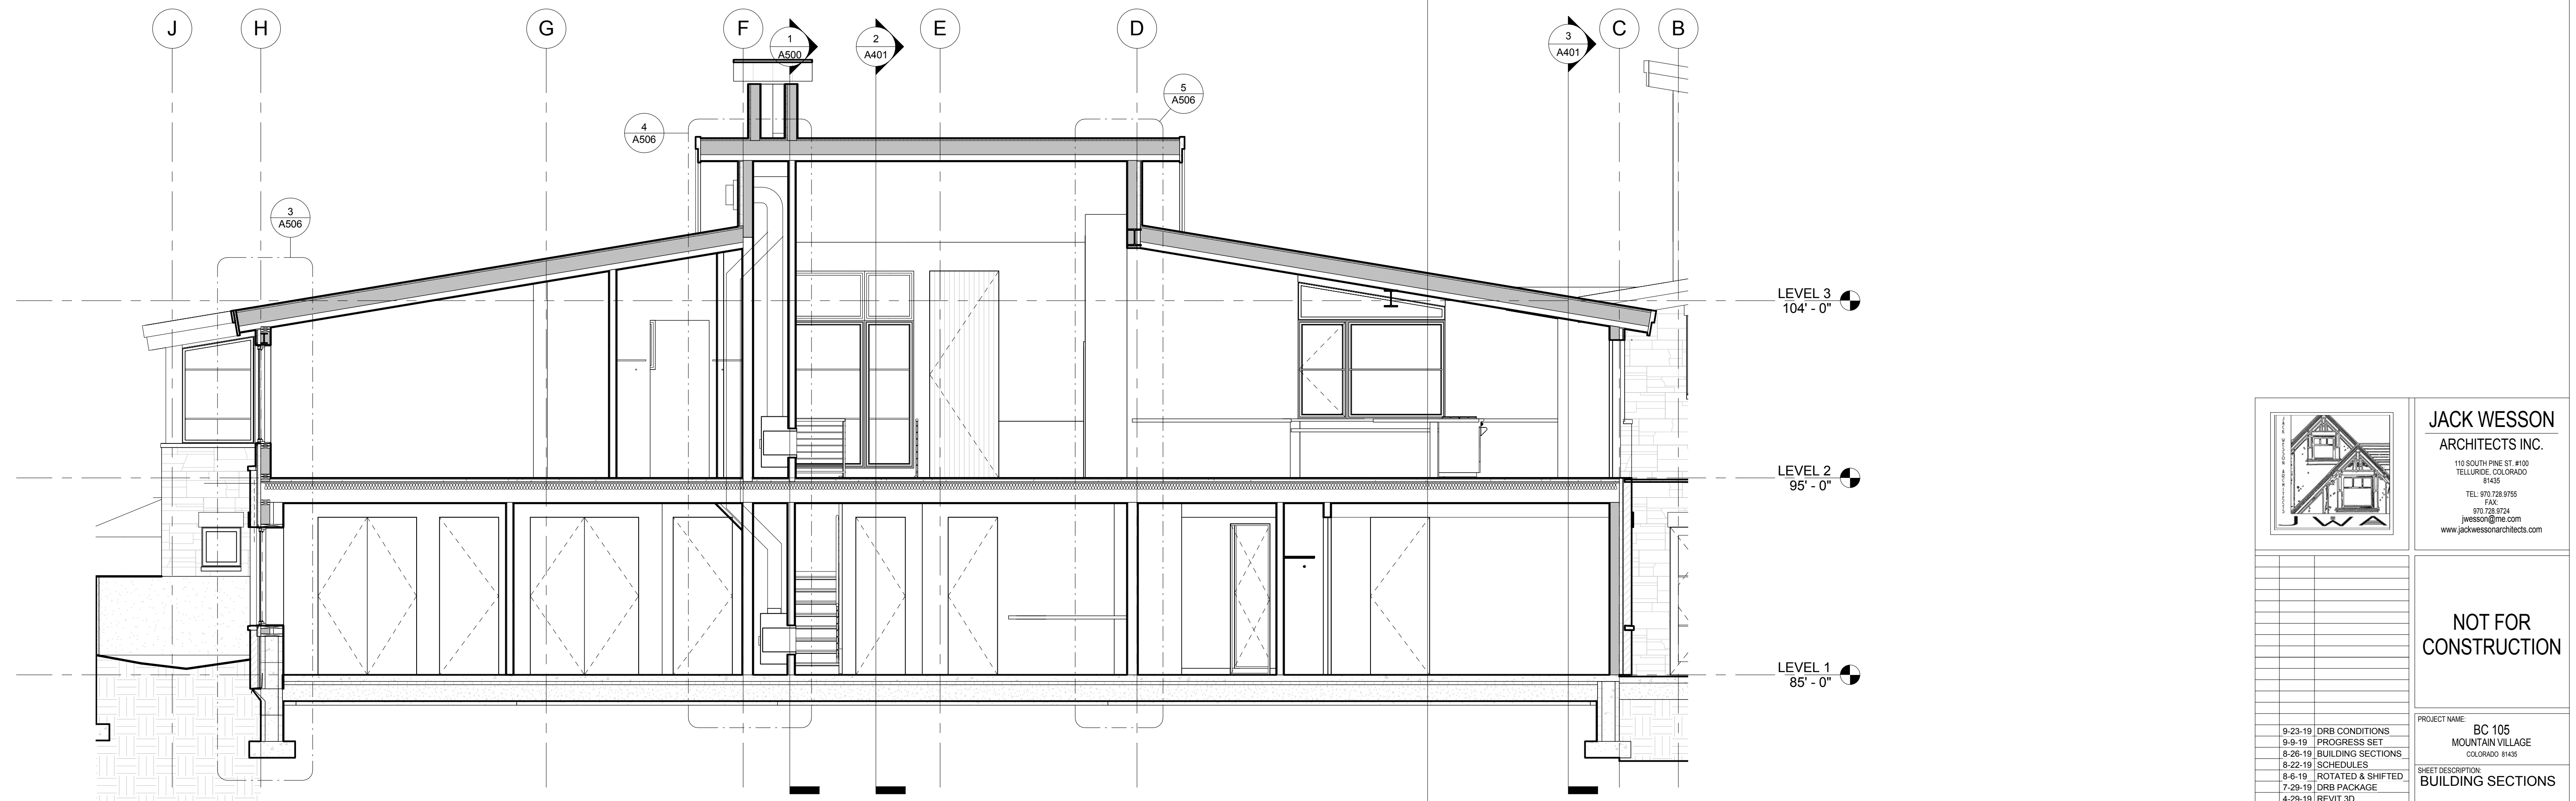 J
H
G
F
1
A500
2
A401
E
D
3
A401
C
B
5
A506
4
A506
3
A506
LEVEL 3
104' - 0"
LEVEL 2
95' - 0"
LEVEL 1
85' - 0"
JACK WESSON ARCHITECTS
JWA
JACK WESSON
ARCHITECTS INC.
110 SOUTH PINE ST. #100
TELLURIDE, COLORADO
81435
TEL: 970.728.9755
FAX:
970.728.9724
jwesson@me.com
www.jackwessonarchitects.com
NOT FOR
CONSTRUCTION
9-23-19 DRB CONDITIONS
9-9-19 PROGRESS SET
8-26-19 BUILDING SECTIONS
8-22-19 SCHEDULES
8-6-19 ROTATED & SHIFTED
7-29-19 DRB PACKAGE
4-29-19 REVIT 3D
PROJECT NAME:
BC 105
MOUNTAIN VILLAGE
COLORADO 81435
SHEET DESCRIPTION:
BUILDING SECTIONS